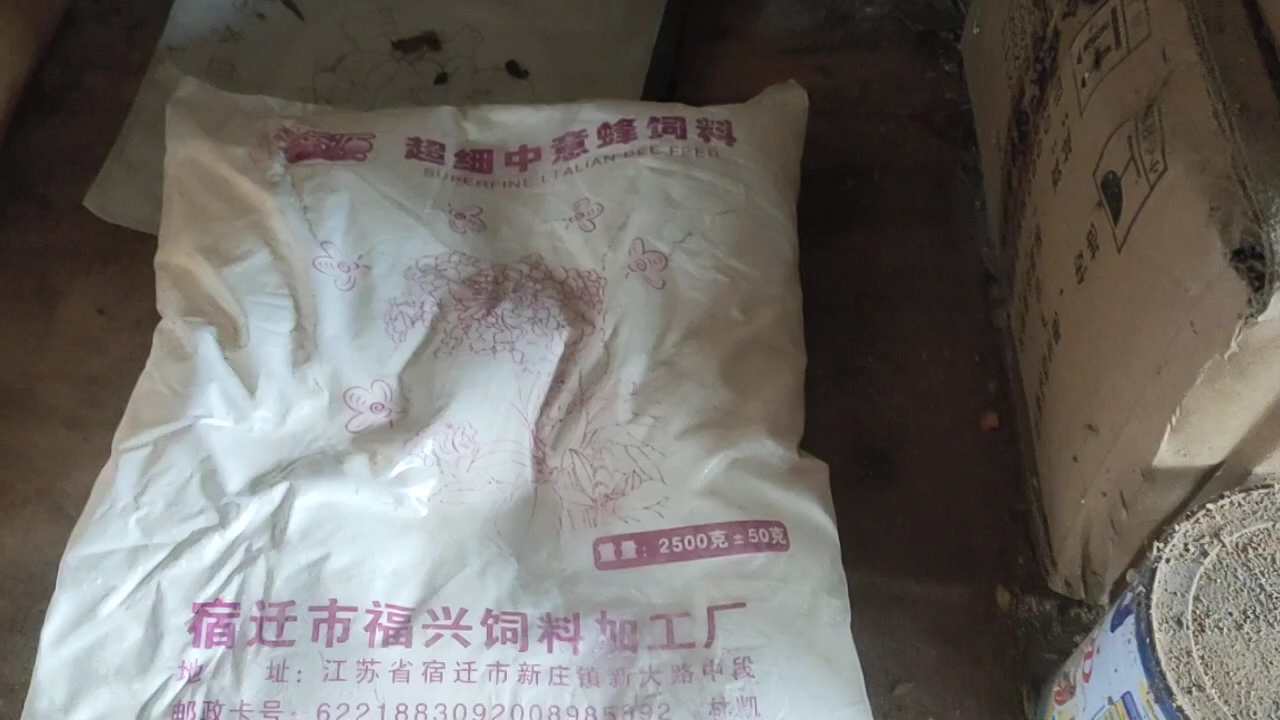 超细中意蜂饲料
SUPERFINE LTALIAN BEE FEED
重量：2500克±50克
宿迁市福兴饲料加工厂
地 址：江苏省宿迁市新庄镇新大路中段
邮政卡号：